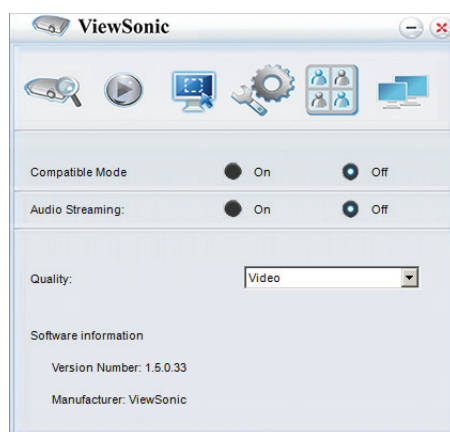 ViewSonic
Compatible Mode On Off
Audio Streaming: On Off
Quality: Video
Software information
Version Number: 1.5.0.33
Manufacturer: ViewSonic